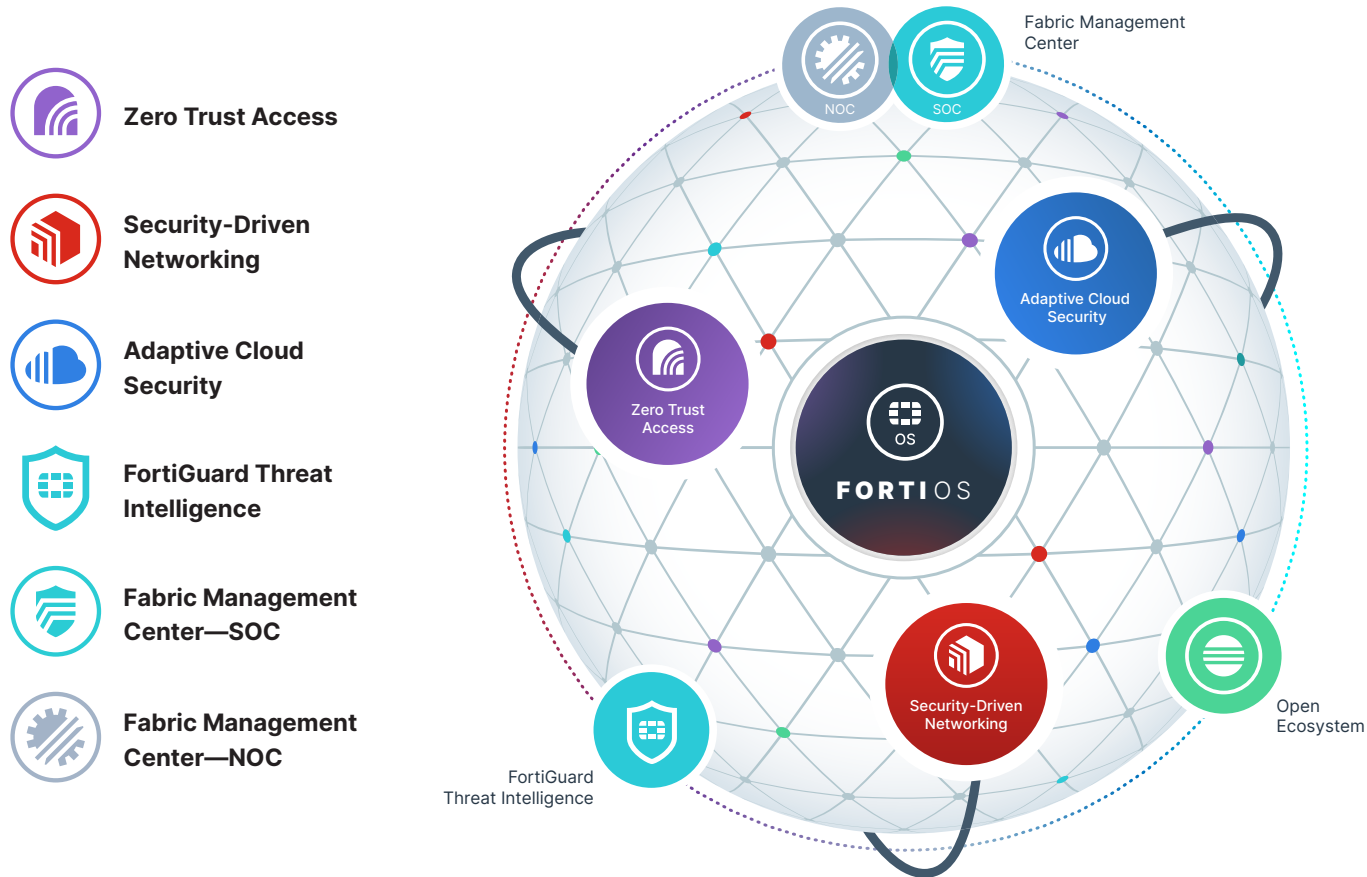 Zero Trust Access
Security-Driven
Networking
Adaptive Cloud
Security
FortiGuard Threat
Intelligence
Fabric Management
Center—SOC
Fabric Management
Center—NOC
Fabric Management
Center
NOC
SOC
Adaptive Cloud
Security
Zero Trust
Access
OS
FORTIOS
Security-Driven
Networking
Open
Ecosystem
FortiGuard
Threat Intelligence